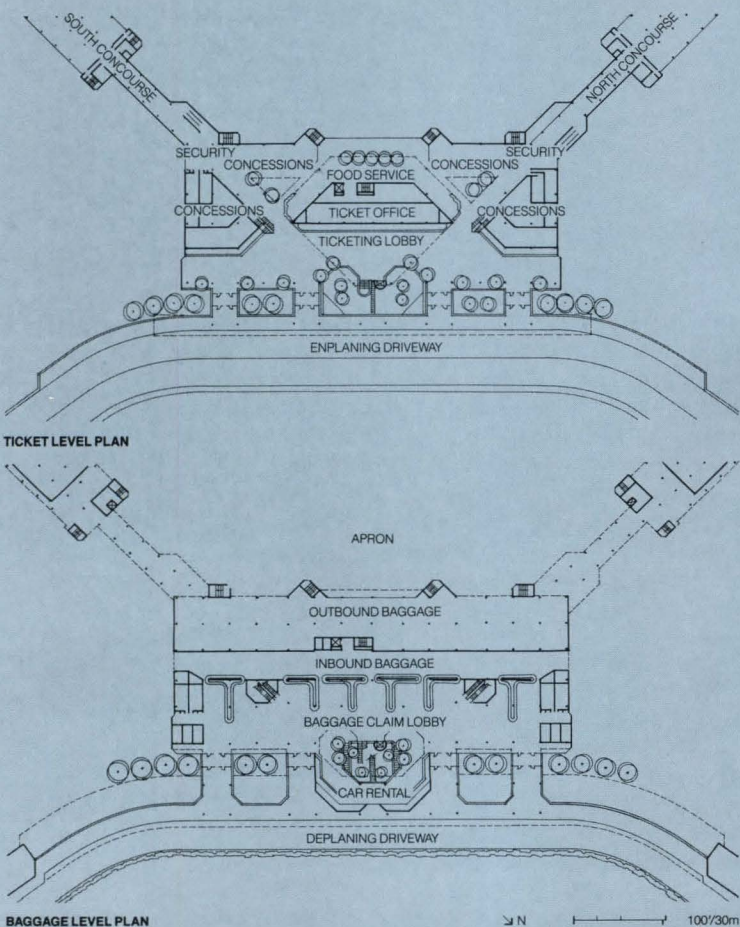 SOUTH CONCOURSE
NORTH CONCOURSE
SECURITY
SECURITY
CONCESSIONS
CONCESSIONS
FOOD SERVICE
CONCESSIONS
TICKET OFFICE
CONCESSIONS
TICKETING LOBBY
ENPLANING DRIVEWAY
TICKET LEVEL PLAN
APRON
OUTBOUND BAGGAGE
INBOUND BAGGAGE
BAGGAGE CLAIM LOBBY
CAR RENTAL
DEPLANING DRIVEWAY
BAGGAGE LEVEL PLAN
N
100'/30m